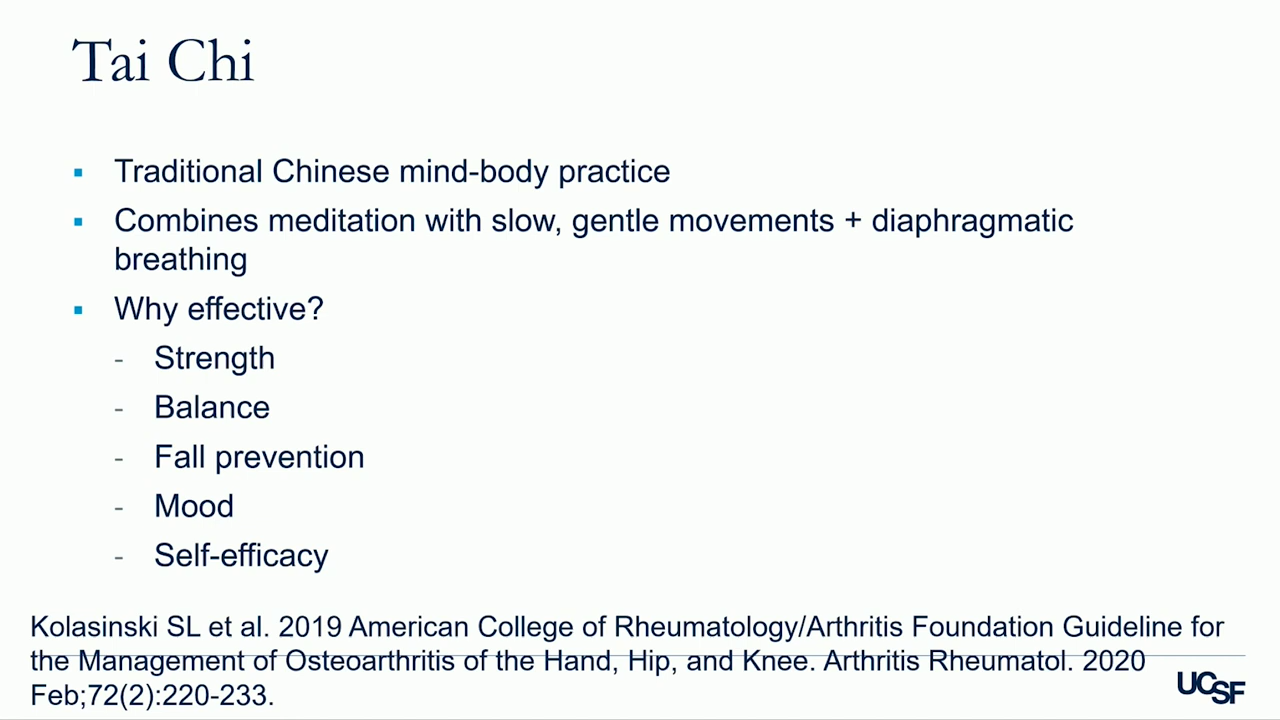 Tai Chi
▪ Traditional Chinese mind-body practice
▪ Combines meditation with slow, gentle movements + diaphragmatic
breathing
▪ Why effective?
- Strength
- Balance
- Fall prevention
- Mood
- Self-efficacy
Kolasinski SL et al. 2019 American College of Rheumatology/Arthritis Foundation Guideline for
the Management of Osteoarthritis of the Hand, Hip, and Knee. Arthritis Rheumatol. 2020
Feb;72(2):220-233.
UCSF